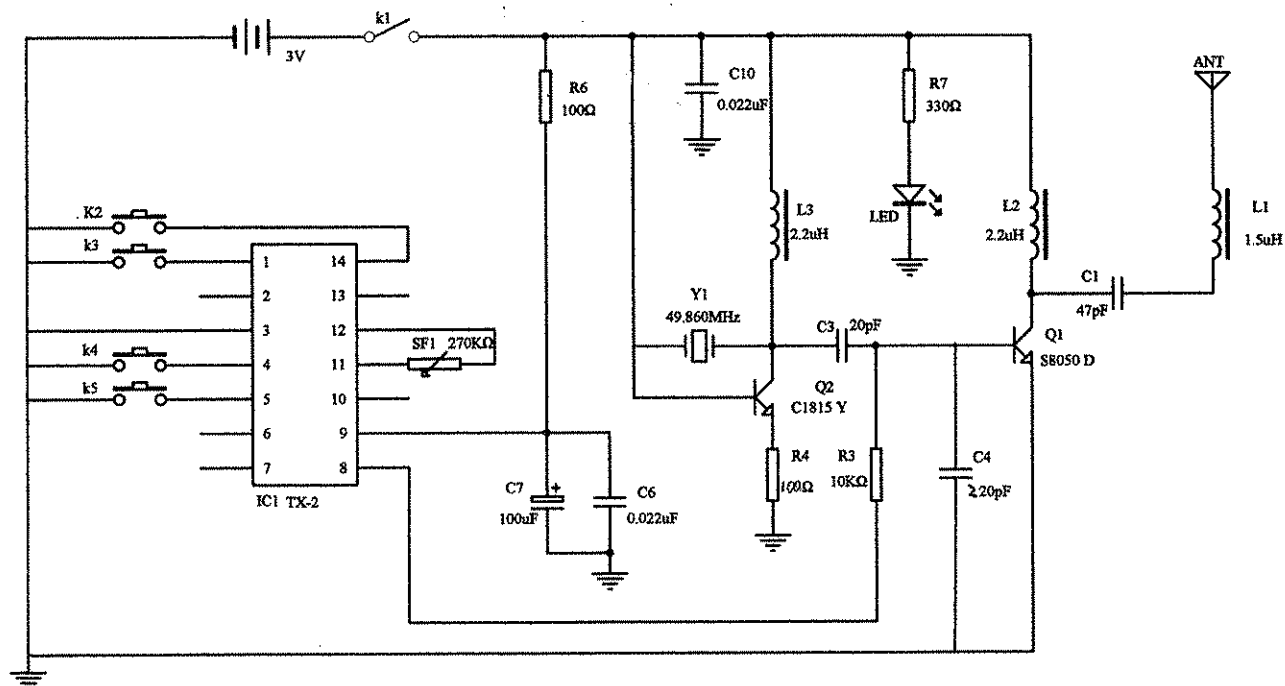 k1
3V
R6
100Ω
C10
0.022uF
R7
330Ω
ANT
K2
k3
L3
2.2uH
LED
L2
2.2uH
L1
1.5uH
1 14
2 13
3 12
4 11
5 10
6 9
7 8
SF1 270KΩ
k4
k5
Y1
49.860MHz
C3 20pF
C1
47pF
Q1
S8050 D
Q2
C1815 Y
IC1 TX-2
C7
100uF
+
C6
0.022uF
R4
100Ω
R3
10KΩ
C4
220pF